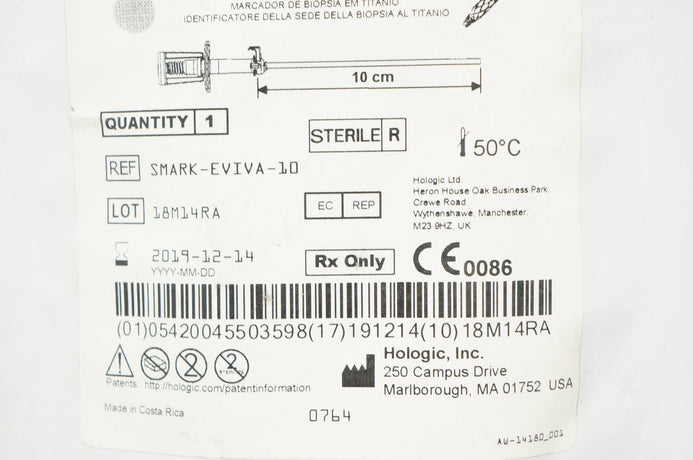 MARCADOR DE BIOPSIA EM TITANIO
IDENTIFICATORE DELLA SEDE DELLA BIOPSIA AL TITANIO
10 cm
QUANTITY 1
STERILE R
50°C
REF SMARK-EVIVA-10
LOT 18M14RA
EC REP
Hologic Ltd.
Heron House Oak Business Park.
Crewe Road
Wythenshawe, Manchester.
M23 9HZ, UK
2019-12-14
YYYY-MM-DD
Rx Only
CE 0086
(01)05420045503598(17)191214(10)18M14RA
2
2
STERILIZE
Patents: http://hologic.com/patentinformation
Hologic, Inc.
250 Campus Drive
Marlborough, MA 01752 USA
Made in Costa Rica
0764
AW-14180_001